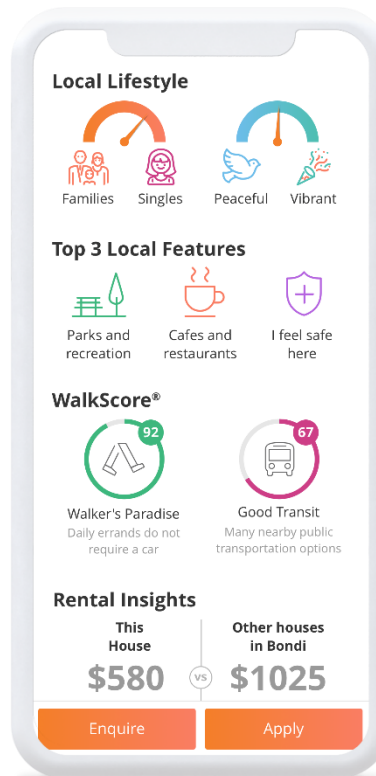 Local Lifestyle
Families
Singles
Peaceful
Vibrant
Top 3 Local Features
Parks and
recreation
Cafes and
restaurants
I feel safe
here
WalkScore®
92
67
Walker's Paradise
Daily errands do not
require a car
Good Transit
Many nearby public
transportation options
Rental Insights
This
House
$580
vs
Other houses
in Bondi
$1025
Enquire
Apply